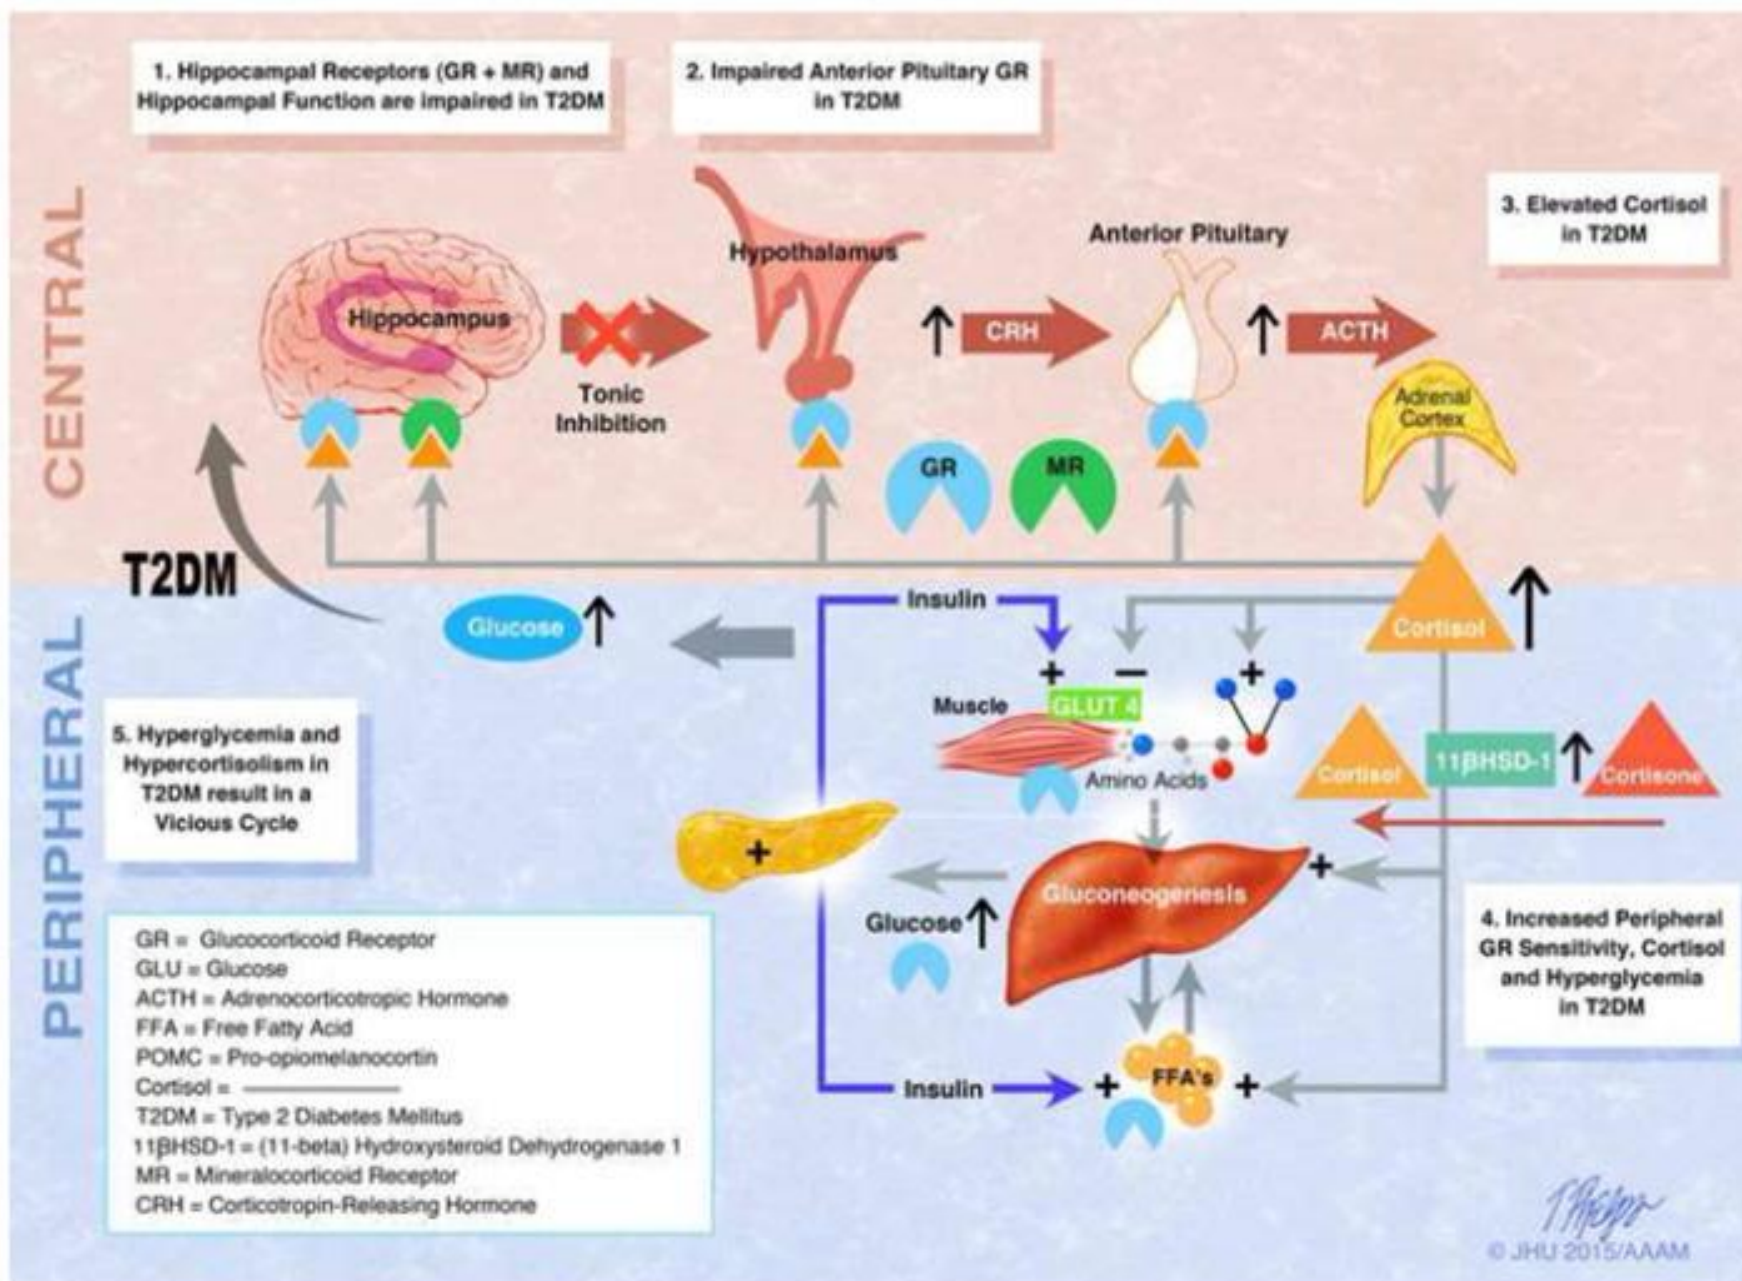 1. Hippocampal Receptors (GR + MR) and
Hippocampal Function are impaired in T2DM
2. Impaired Anterior Pituitary GR
in T2DM
3. Elevated Cortisol
in T2DM
CENTRAL
Hippocampus
Tonic
Inhibition
Hypothalamus
CRH
Anterior Pituitary
ACTH
Adrenal
Cortex
GR
MR
T2DM
PERIPHERAL
Glucose
Insulin
Cortisol
+
−
+
Muscle
GLUT 4
Amino Acids
Cortisol
11βHSD-1
Cortisone
5. Hyperglycemia and
Hypercortisolism in
T2DM result in a
Vicious Cycle
+
Gluconeogenesis
+
Glucose
4. Increased Peripheral
GR Sensitivity, Cortisol
and Hyperglycemia
in T2DM
Insulin
+
FFA's
+
GR = Glucocorticoid Receptor
GLU = Glucose
ACTH = Adrenocorticotropic Hormone
FFA = Free Fatty Acid
POMC = Pro-opiomelanocortin
Cortisol =
T2DM = Type 2 Diabetes Mellitus
11βHSD-1 = (11-beta) Hydroxysteroid Dehydrogenase 1
MR = Mineralocorticoid Receptor
CRH = Corticotropin-Releasing Hormone
© JHU 2015/AAAM